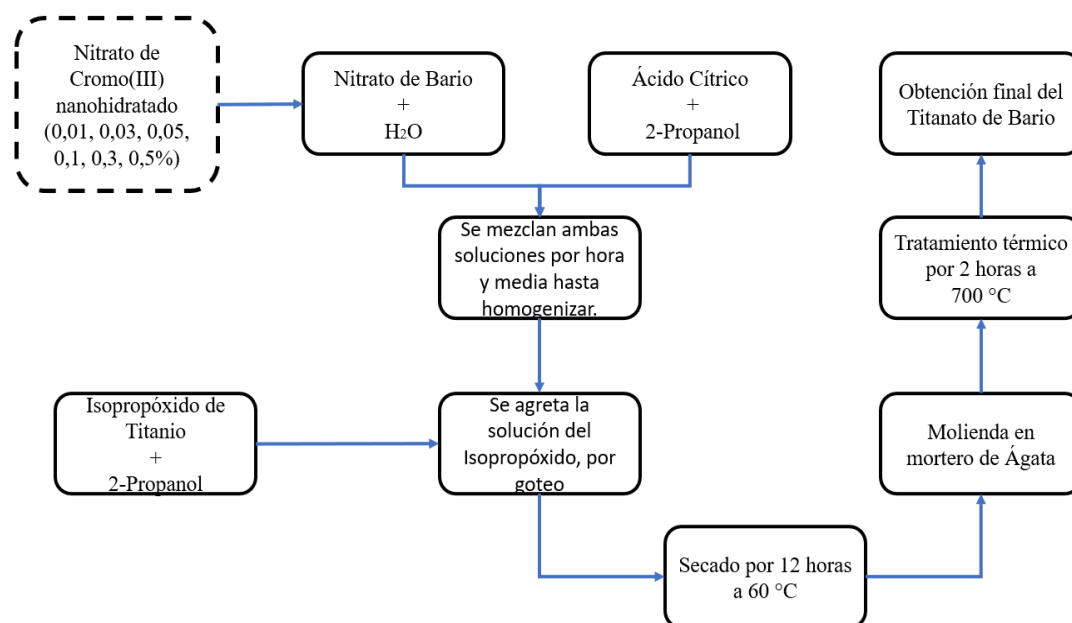 Nitrato de
Cromo(III)
nanohidratado
(0,01, 0,03, 0,05,
0,1, 0,3, 0,5%)
Nitrato de Bario
+
H₂O
Ácido Cítrico
+
2-Propanol
Se mezclan ambas
soluciones por hora
y media hasta
homogenizar.
Isopropóxido de
Titanio
+
2-Propanol
Se agreta la
solución del
Isopropóxido, por
goteo
Secado por 12 horas
a 60 °C
Molienda en
mortero de Ágata
Tratamiento térmico
por 2 horas a
700 °C
Obtención final del
Titanato de Bario